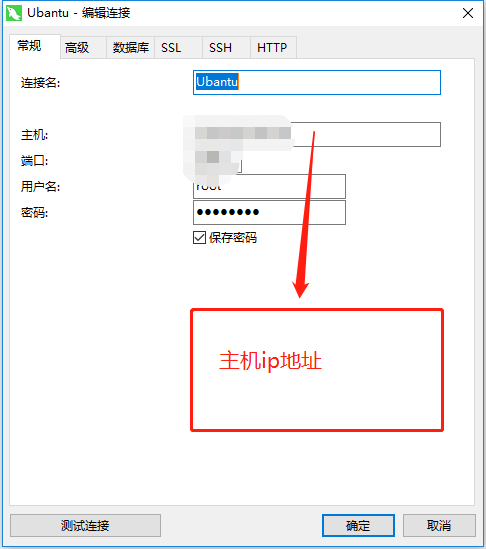 Ubantu - 编辑连接
常规 高级 数据库 SSL SSH HTTP
连接名: Ubantu
主机:
端口:
用户名: root
密码: ●●●●●●●●
保存密码
主机ip地址
测试连接 确定 取消